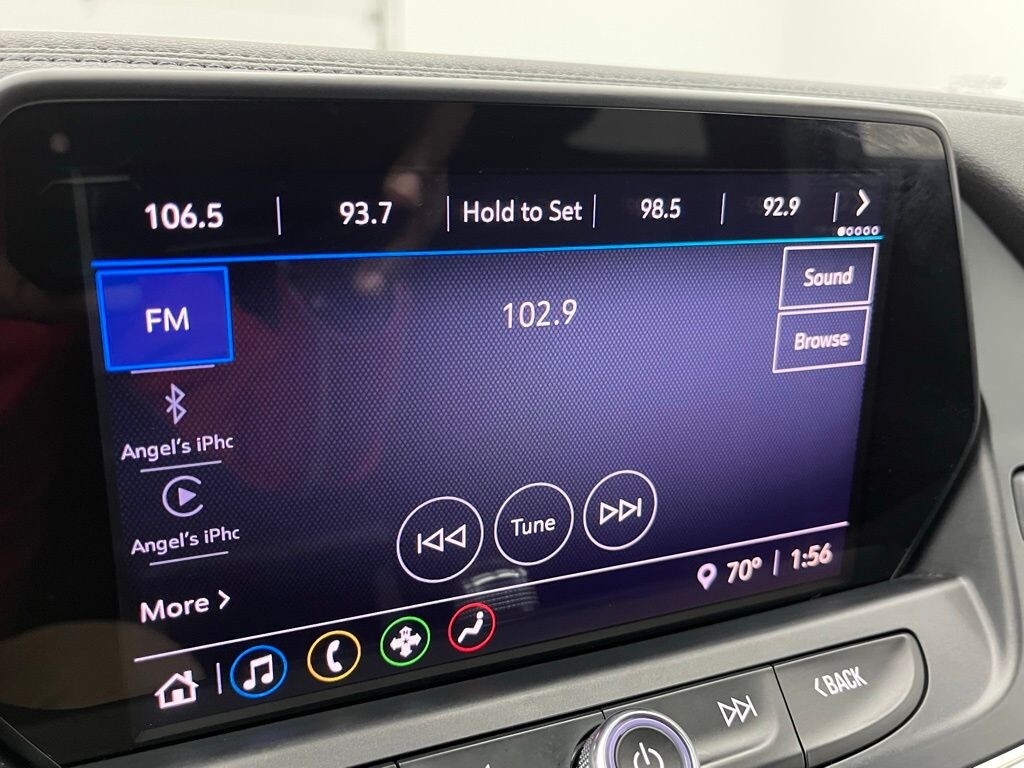 106.5 93.7 Hold to Set 98.5 92.9
FM
102.9
Sound
Browse
Angel's iPhc
Angel's iPhc
Tune
More
70° 1:56
BACK